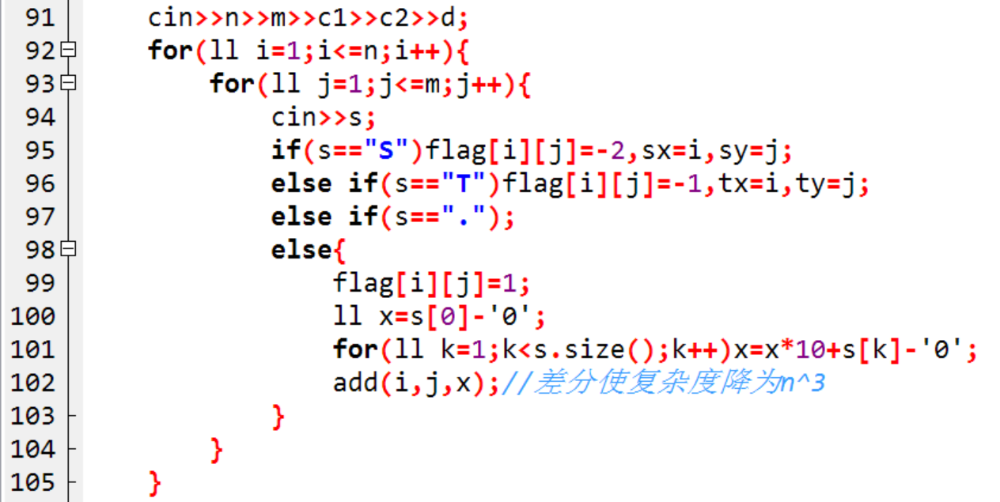 91 cin>>n>>m>>c1>>c2>>d;
92 for(ll i=1;i<=n;i++){
93 for(ll j=1;j<=m;j++){
94 cin>>s;
95 if(s=="S")flag[i][j]=-2,sx=i,sy=j;
96 else if(s=="T")flag[i][j]=-1,tx=i,ty=j;
97 else if(s==".");
98 else{
99 flag[i][j]=1;
100 ll x=s[0]-'0';
101 for(ll k=1;k<s.size();k++)x=x*10+s[k]-'0';
102 add(i,j,x);//差分使复杂度降为n^3
103 }
104 }
105 }